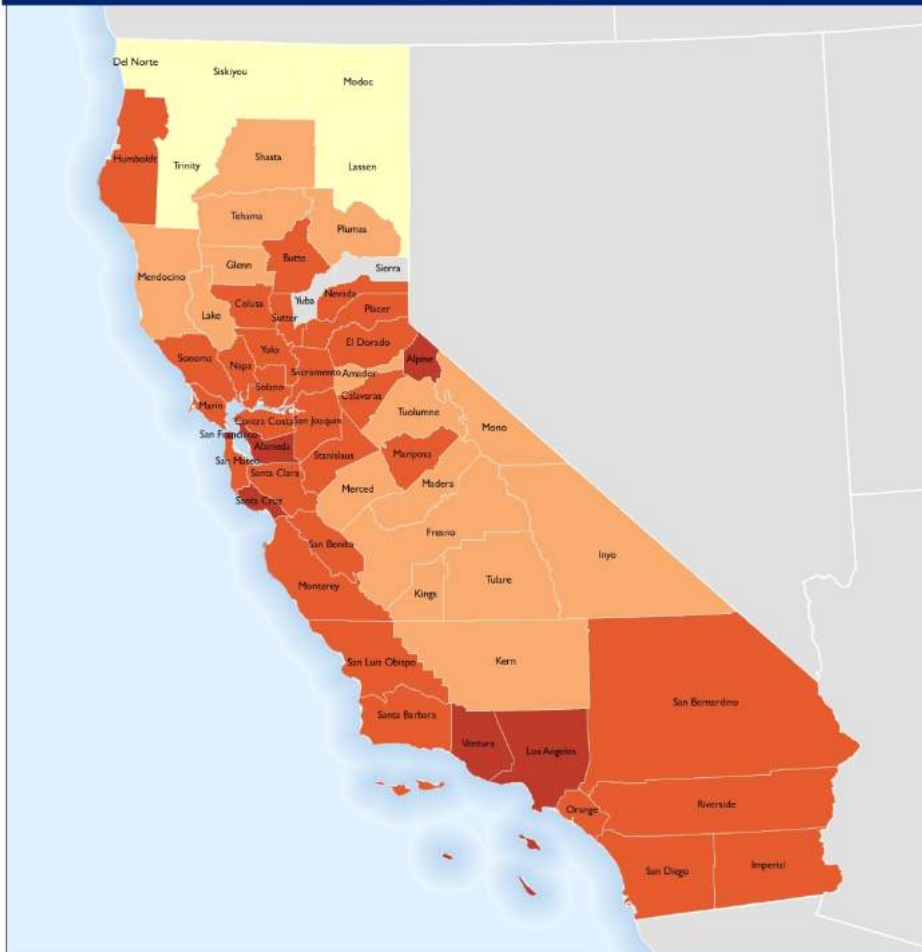 Del Norte
Siskiyou
Modoc
Humboldt
Trinity
Shasta
Lassen
Tehama
Plumas
Mendocino
Glenn
Butte
Sierra
Lake
Colusa
Yuba
Nevada
Sutter
Placer
Sonoma
Napa
Yolo
El Dorado
Alpine
Sacramento
Amador
Solano
Calaveras
Marin
Contra Costa
San Joaquin
Tuolumne
Mono
San Francisco
Alameda
San Mateo
Stanislaus
Mariposa
Santa Clara
Merced
Madera
Santa Cruz
Fresno
San Benito
Inyo
Monterey
Kings
Tulare
San Luis Obispo
Kern
Santa Barbara
San Bernardino
Ventura
Los Angeles
Orange
Riverside
San Diego
Imperial